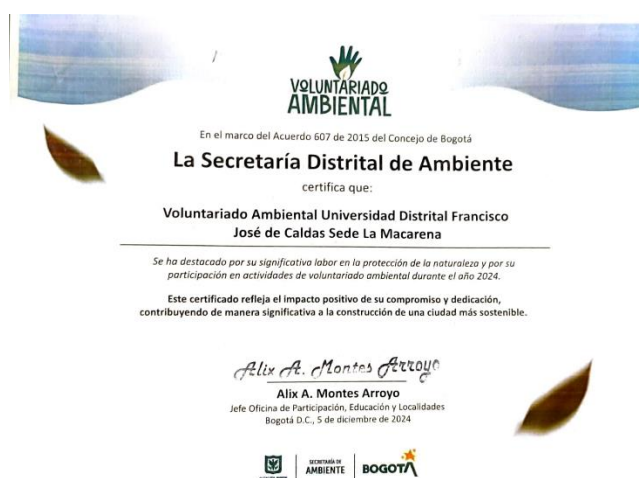 VOLUNTARIADO
AMBIENTAL
En el marco del Acuerdo 607 de 2015 del Concejo de Bogotá
La Secretaría Distrital de Ambiente
certifica que:
Voluntariado Ambiental Universidad Distrital Francisco
José de Caldas Sede La Macarena
Se ha destacado por su significativa labor en la protección de la naturaleza y por su
participación en actividades de voluntariado ambiental durante el año 2024.
Este certificado refleja el impacto positivo de su compromiso y dedicación,
contribuyendo de manera significativa a la construcción de una ciudad más sostenible.
Alix A. Montes Arroyo
Alix A. Montes Arroyo
Jefe Oficina de Participación, Educación y Localidades
Bogotá D.C., 5 de diciembre de 2024
SECRETARÍA DE
AMBIENTE
BOGOTÁ